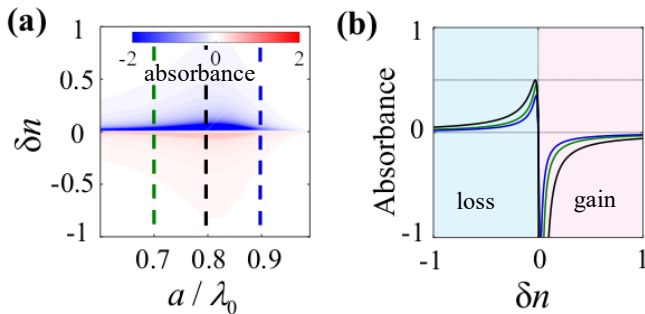 (a)
1
-2 0 2
absorbance
0.5
δn
0
-0.5
-1
0.7 0.8 0.9
a / λ0
(b)
1
Absorbance
0
loss gain
1
-1 0 1
δn